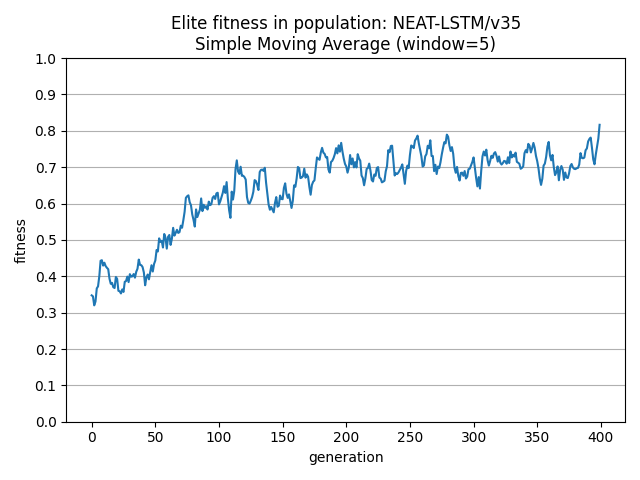 Elite fitness in population: NEAT-LSTM/v35
Simple Moving Average (window=5)
1.0
0.9
0.8
0.7
0.6
0.5
0.4
0.3
0.2
0.1
0.0
fitness
0 50 100 150 200 250 300 350 400
generation